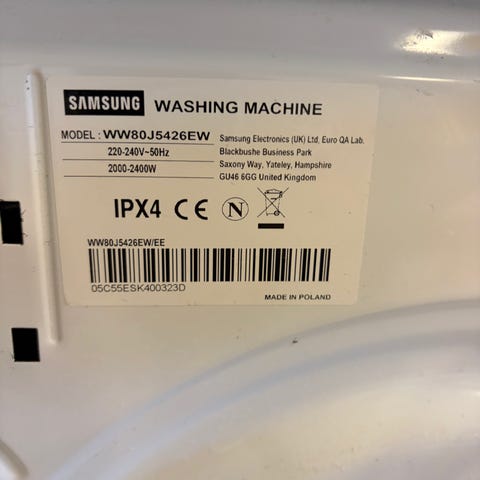 SAMSUNG WASHING MACHINE
MODEL : WW80J5426EW
220-240V~50Hz
2000-2400W
Samsung Electronics (UK) Ltd, Euro QA Lab.
Blackbushe Business Park
Saxony Way, Yateley, Hampshire
GU46 6GG United Kingdom
IPX4 CE N
WW80J5426EW/EE
05C55ESK400323D
MADE IN POLAND